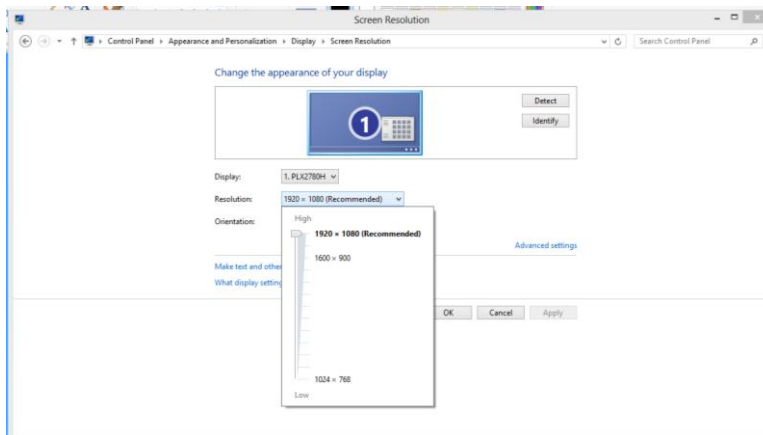 Screen Resolution
Control Panel Appearance and Personalization Display Screen Resolution
Search Control Panel
Change the appearance of your display
1
Detect
Identify
Display: 1. PLX2780H
Resolution: 1920 × 1080 (Recommended)
Orientation:
High
1920 × 1080 (Recommended)
1600 × 900
1024 × 768
Low
Advanced settings
Make text and other
What display setting
OK Cancel Apply